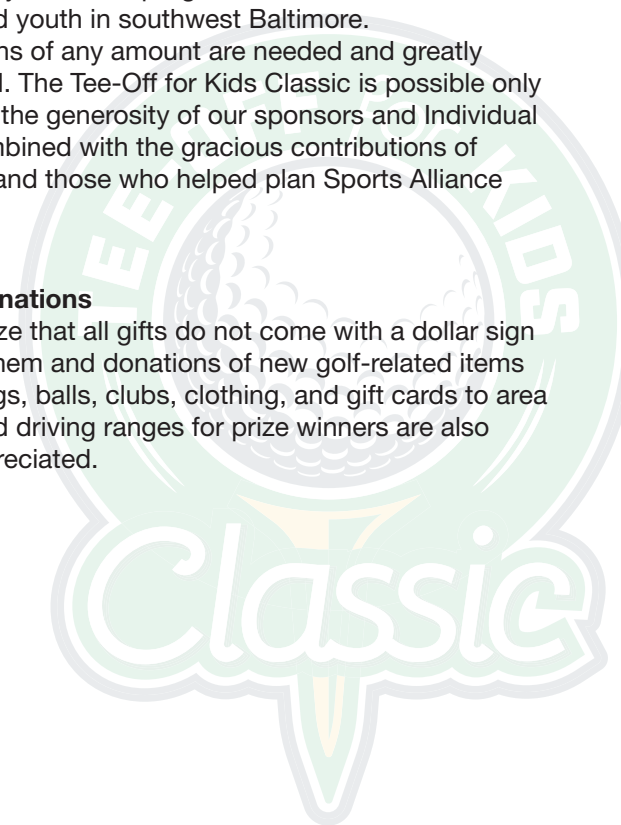 d youth in southwest Baltimore.
ns of any amount are needed and greatly
d. The Tee-Off for Kids Classic is possible only
the generosity of our sponsors and Individual
mbined with the gracious contributions of
and those who helped plan Sports Alliance
nations
ze that all gifts do not come with a dollar sign
hem and donations of new golf-related items
gs, balls, clubs, clothing, and gift cards to area
d driving ranges for prize winners are also
reciated.
TEE OFF for KIDS
Classic